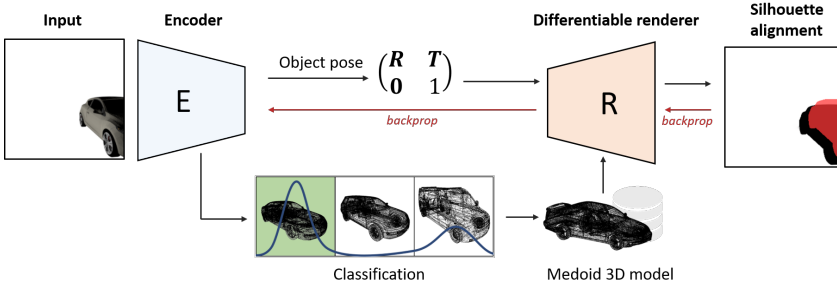 Input
Encoder
Differentiable renderer
Silhouette
alignment
Object pose
R T
0 1
E
R
backprop
backprop
Classification
Medoid 3D model